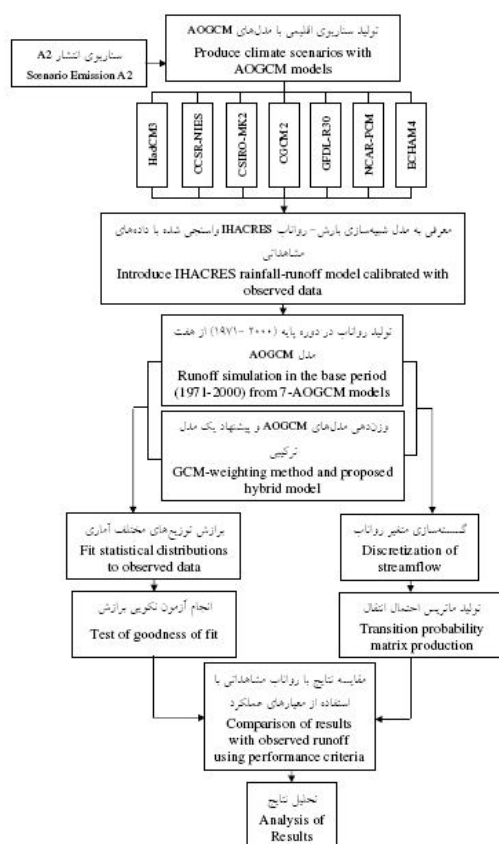 سناریوی انتشار A2
Scenario Emission A2
تولید سناریوی اقلیمی با مدل‌های AOGCM
Produce climate scenarios with
AOGCM models
HadCM3
CCSR-NIES
CSIRO-MK2
CGCM2
GFDL-R30
NCAR-PCM
ECHAM4
معرفی به مدل شبیه‌سازی بارش- رواناب IHACRES واسنجی شده با داده‌های
مشاهداتی
Introduce IHACRES rainfall-runoff model calibrated with
observed data
تولید رواناب در دوره پایه (۲۰۰۰ -۱۹۷۱) از هفت
مدل AOGCM
Runoff simulation in the base period
(1971-2000) from 7-AOGCM models
وزن‌دهی مدل‌های AOGCM و پیشنهاد یک مدل
ترکیبی
GCM-weighting method and proposed
hybrid model
برازش توزیع‌های مختلف آماری
Fit statistical distributions
to observed data
گسسته‌سازی متغیر رواناب
Discretization of
streamflow
انجام آزمون نکویی برازش
Test of goodness of fit
تولید ماتریس احتمال انتقال
Transition probability
matrix production
مقایسه نتایج با رواناب مشاهداتی با
استفاده از معیارهای عملکرد
Comparison of results
with observed runoff
using performance criteria
تحلیل نتایج
Analysis of
Results